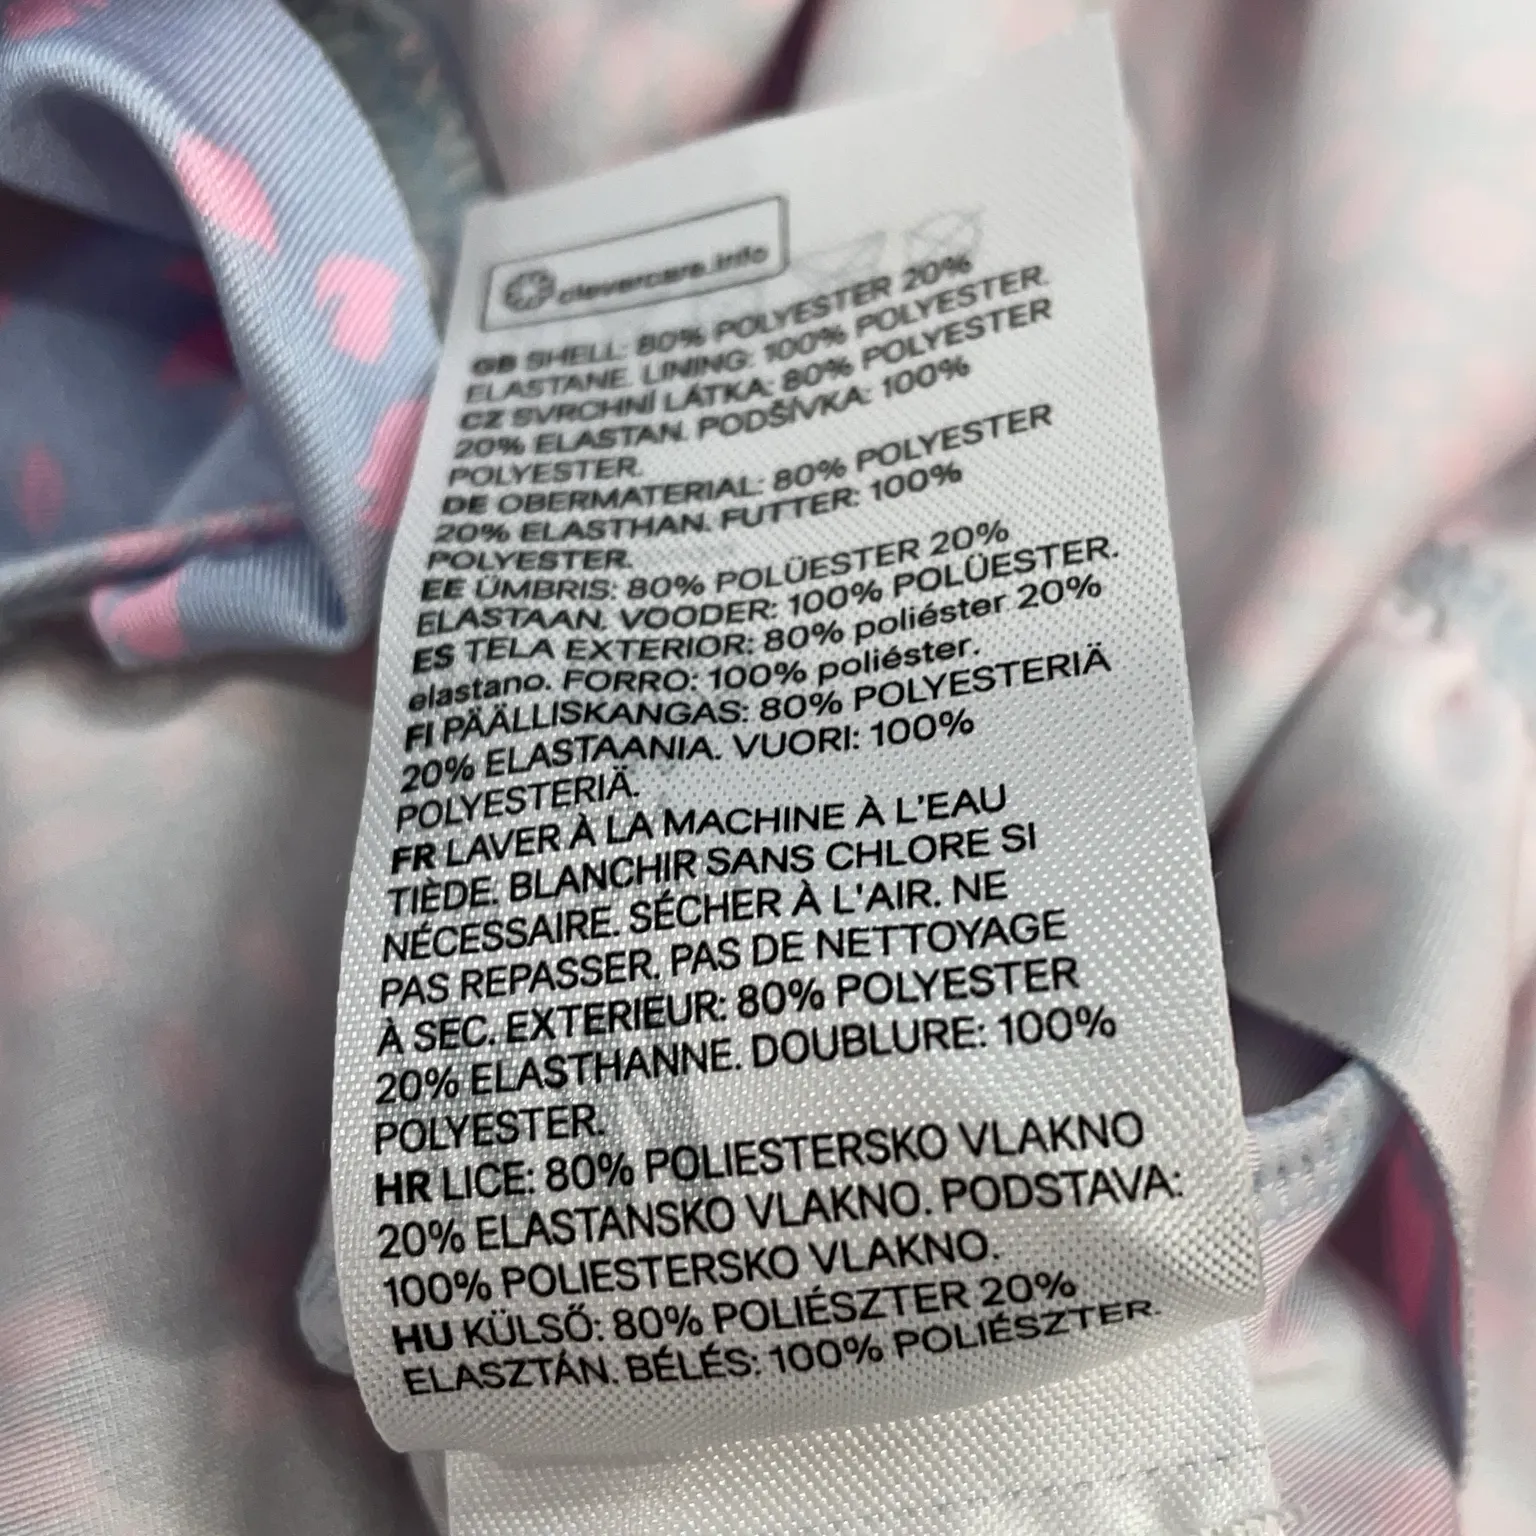 clevercare.info
GB SHELL: 80% POLYESTER 20%
ELASTANE. LINING: 100% POLYESTER.
CZ SVRCHNÍ LÁTKA: 80% POLYESTER
20% ELASTAN. PODŠÍVKA: 100%
POLYESTER.
DE OBERMATERIAL: 80% POLYESTER
20% ELASTHAN. FUTTER: 100%
POLYESTER.
EE ÜMBRIS: 80% POLÜESTER 20%
ELASTAAN. VOODER: 100% POLÜESTER.
ES TELA EXTERIOR: 80% poliéster 20%
elastano. FORRO: 100% poliéster.
FI PÄÄLLISKANGAS: 80% POLYESTERIÄ
20% ELASTAANIA. VUORI: 100%
POLYESTERIÄ.
FR LAVER À LA MACHINE À L'EAU
TIÈDE. BLANCHIR SANS CHLORE SI
NÉCESSAIRE. SÉCHER À L'AIR. NE
PAS REPASSER. PAS DE NETTOYAGE
À SEC. EXTERIEUR: 80% POLYESTER
20% ELASTHANNE. DOUBLURE: 100%
POLYESTER.
HR LICE: 80% POLIESTERSKO VLAKNO
20% ELASTANSKO VLAKNO. PODSTAVA:
100% POLIESTERSKO VLAKNO.
HU KÜLSŐ: 80% POLIÉSZTER 20%
ELASZTÁN. BÉLÉS: 100% POLIÉSZTER.